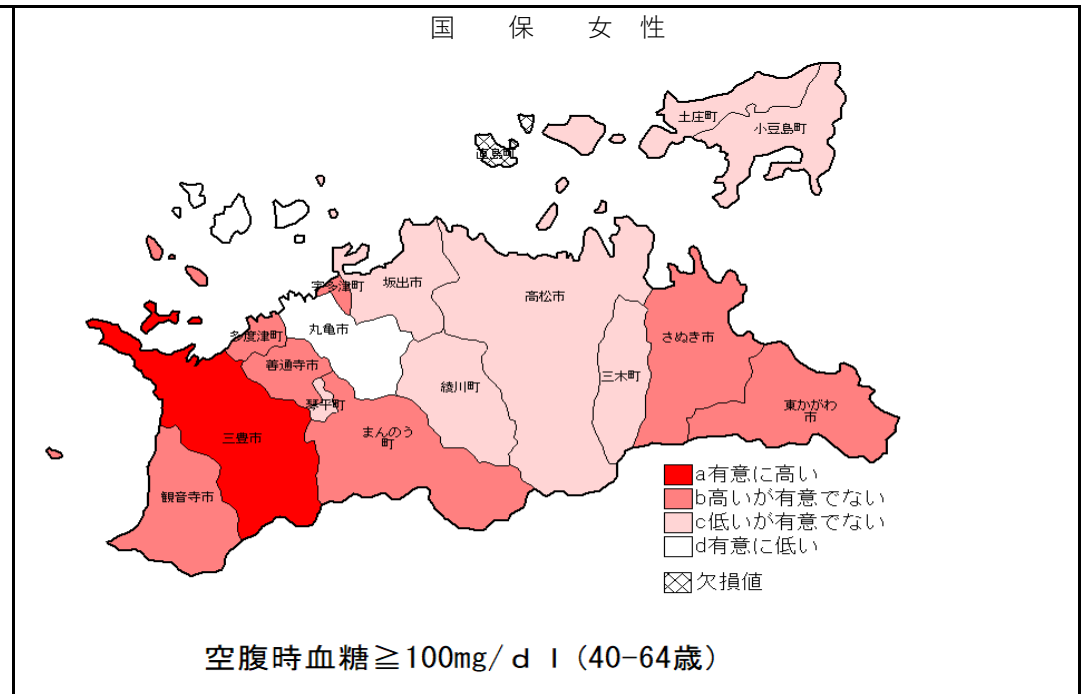 国　保　女　性
土庄町
小豆島町
直島町
宇多津町
坂出市
高松市
丸亀市
多度津町
さぬき市
善通寺市
三木町
綾川町
琴平町
東かがわ
市
まんのう
町
三豊市
観音寺市
a有意に高い
b高いが有意でない
c低いが有意でない
d有意に低い
欠損値
空腹時血糖≧100mg/ｄｌ(40-64歳)